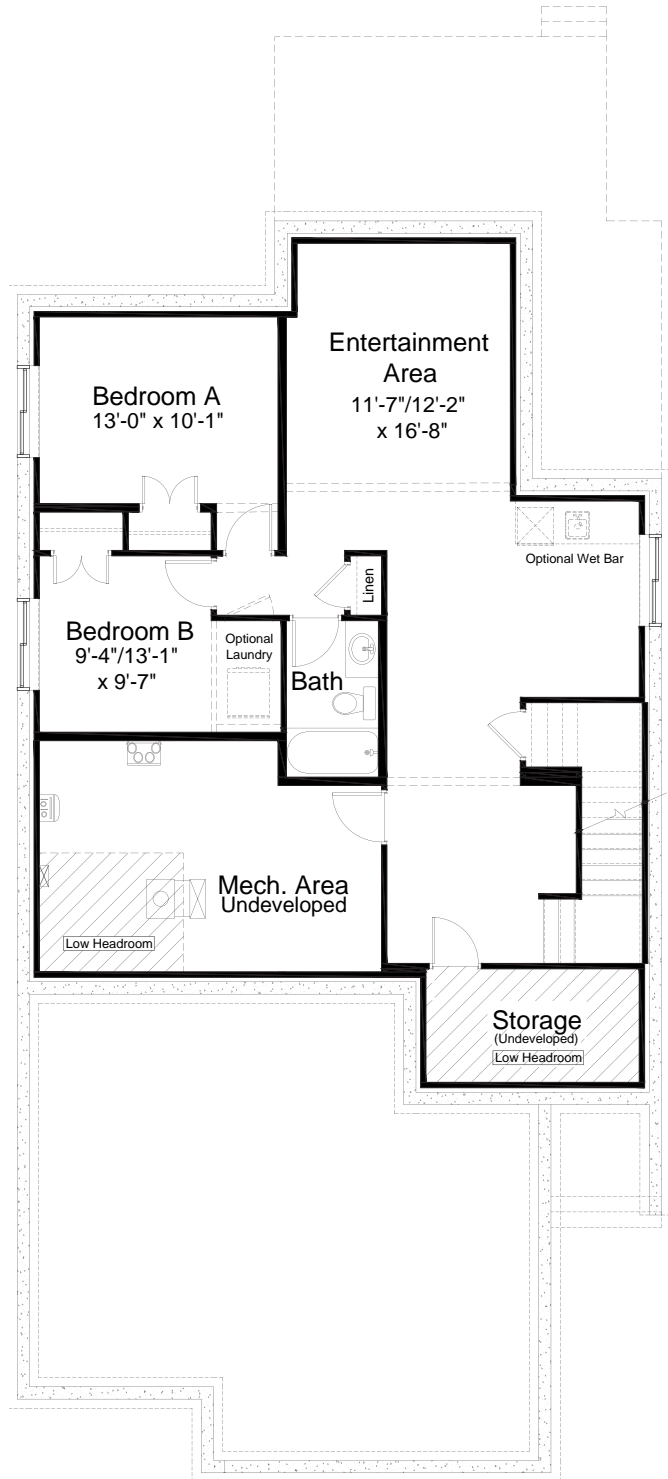 Entertainment
Area
11'-7"/12'-2"
x 16'-8"
Bedroom A
13'-0" x 10'-1"
Optional Wet Bar
Linen
Bedroom B
9'-4"/13'-1"
x 9'-7"
Optional
Laundry
Bath
Mech. Area
Undeveloped
Low Headroom
Storage
(Undeveloped)
Low Headroom